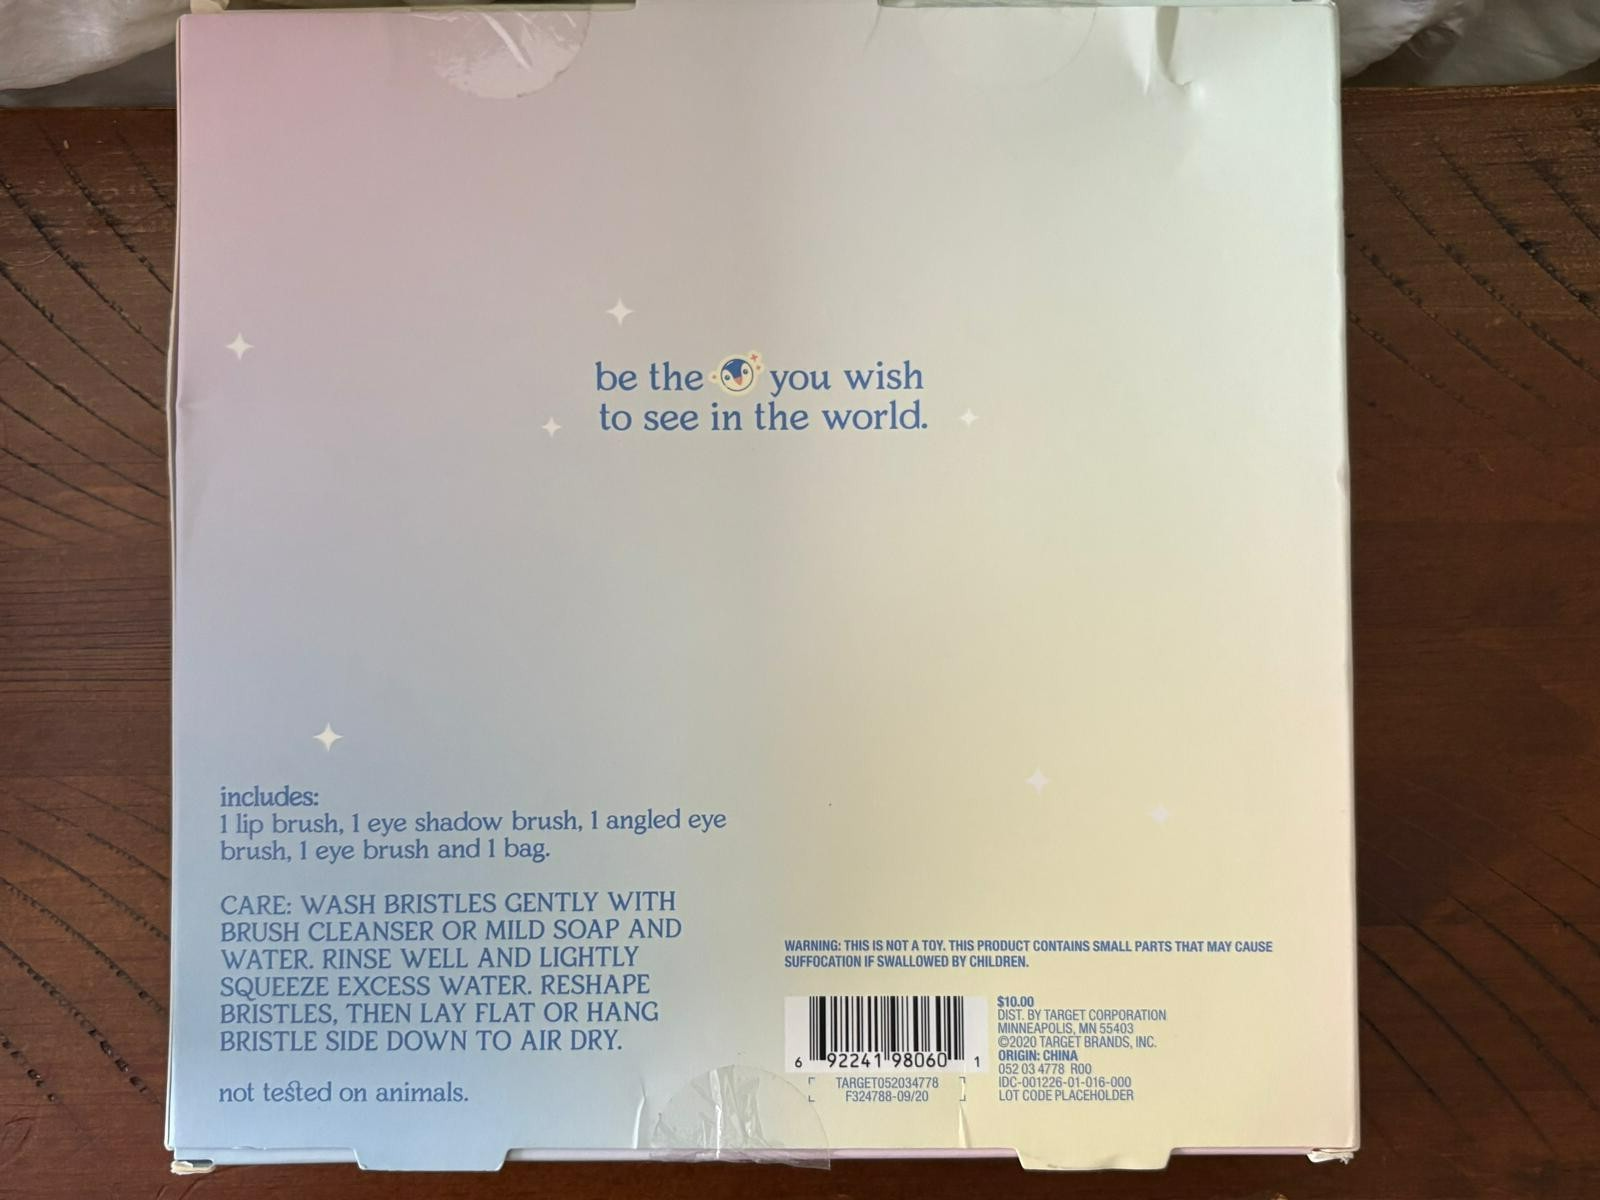 be the you wish
to see in the world.
includes:
1 lip brush, 1 eye shadow brush, 1 angled eye
brush, 1 eye brush and 1 bag.
CARE: WASH BRISTLES GENTLY WITH
BRUSH CLEANSER OR MILD SOAP AND
WATER. RINSE WELL AND LIGHTLY
SQUEEZE EXCESS WATER. RESHAPE
BRISTLES, THEN LAY FLAT OR HANG
BRISTLE SIDE DOWN TO AIR DRY.
not tested on animals.
WARNING: THIS IS NOT A TOY. THIS PRODUCT CONTAINS SMALL PARTS THAT MAY CAUSE
SUFFOCATION IF SWALLOWED BY CHILDREN.
6 92241 98060 1
TARGET052034778
F324788-09/20
$10.00
DIST. BY TARGET CORPORATION
MINNEAPOLIS, MN 55403
©2020 TARGET BRANDS, INC.
ORIGIN: CHINA
052 03 4778 R00
IDC-001226-01-016-000
LOT CODE PLACEHOLDER